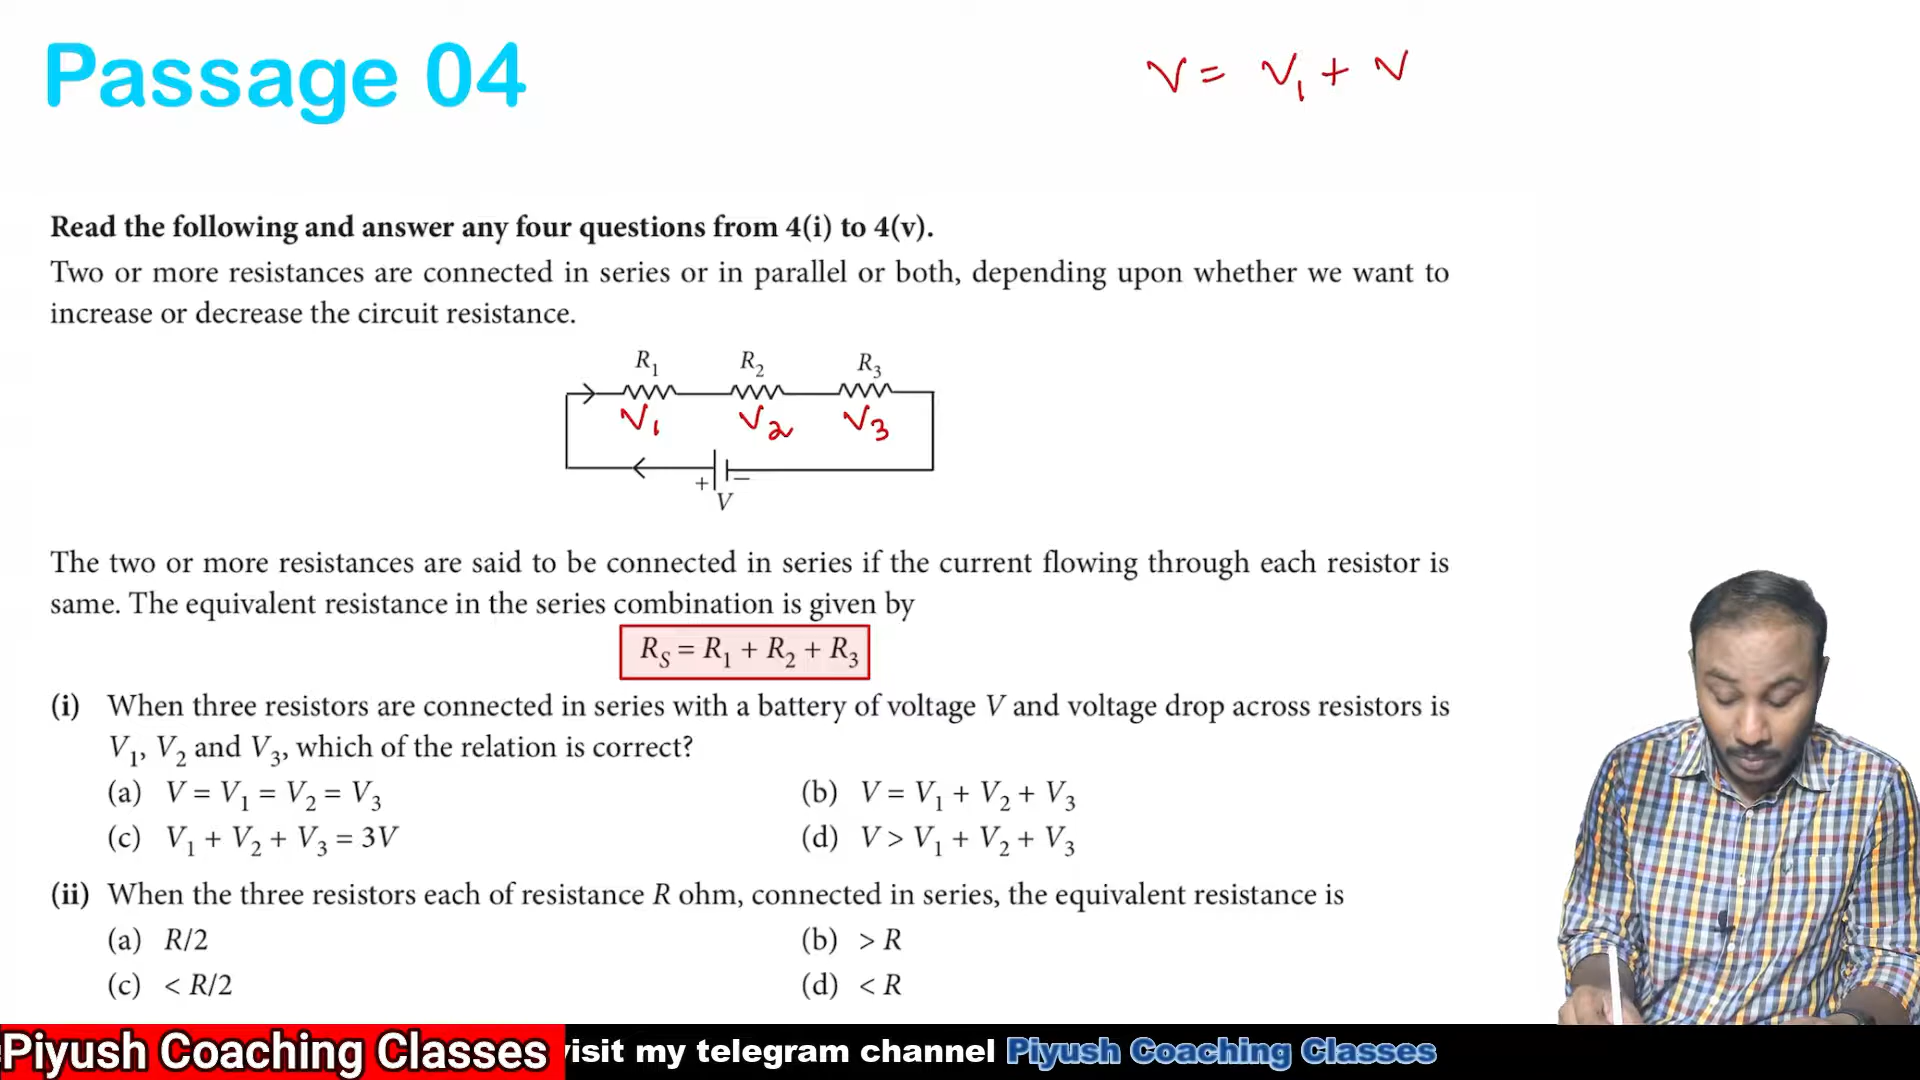 Passage 04
V = V₁ + V
Read the following and answer any four questions from 4(i) to 4(v).
Two or more resistances are connected in series or in parallel or both, depending upon whether we want to
increase or decrease the circuit resistance.
R₁ R₂ R₃
V₁ V₂ V₃
+ −
V
The two or more resistances are said to be connected in series if the current flowing through each resistor is
same. The equivalent resistance in the series combination is given by
R_S = R₁ + R₂ + R₃
(i) When three resistors are connected in series with a battery of voltage V and voltage drop across resistors is
V₁, V₂ and V₃, which of the relation is correct?
(a) V = V₁ = V₂ = V₃ (b) V = V₁ + V₂ + V₃
(c) V₁ + V₂ + V₃ = 3V (d) V > V₁ + V₂ + V₃
(ii) When the three resistors each of resistance R ohm, connected in series, the equivalent resistance is
(a) R/2 (b) > R
(c) < R/2 (d) < R
Piyush Coaching Classes visit my telegram channel Piyush Coaching Classes